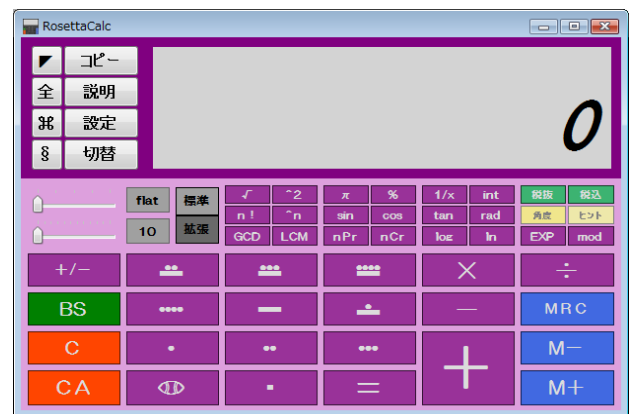 RosettaCalc
コピー
全 説明
⌘ 設定
§ 切替
0
flat 標準 √ ^2 π % 1/x int 税抜 税込
n! ^n sin cos tan rad 角度 ヒント
10 拡張 GCD LCM nPr nCr log ln EXP mod
+/− × ÷
BS − MRC
C + M−
CA = M+